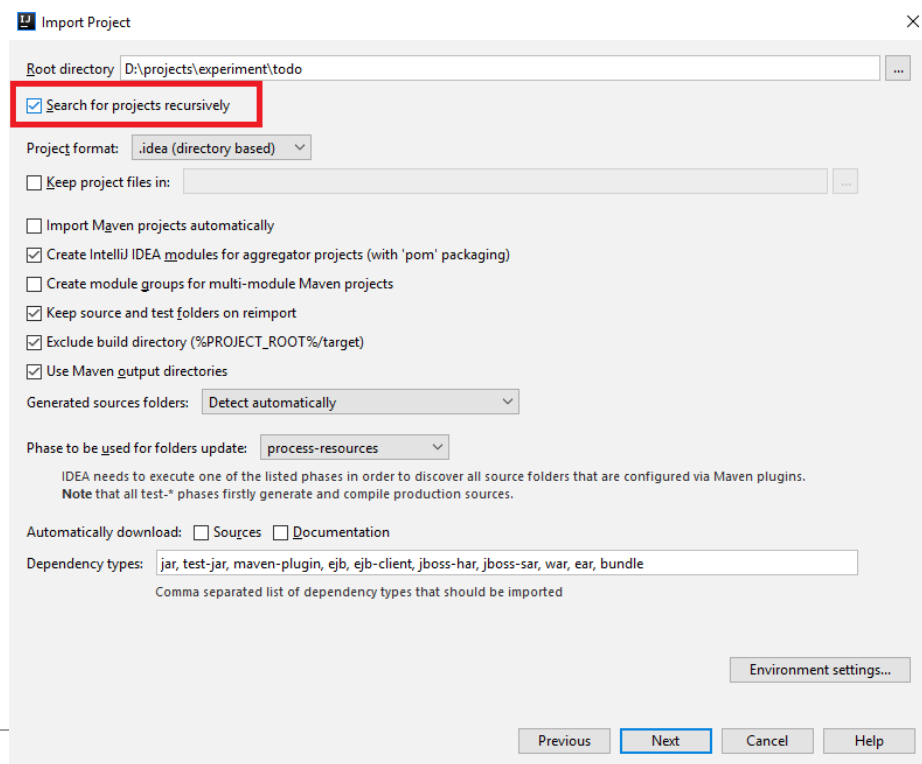 Import Project
Root directory D:\projects\experiment\todo ...
Search for projects recursively
Project format: .idea (directory based)
Keep project files in: ...
Import Maven projects automatically
Create IntelliJ IDEA modules for aggregator projects (with 'pom' packaging)
Create module groups for multi-module Maven projects
Keep source and test folders on reimport
Exclude build directory (%PROJECT_ROOT%/target)
Use Maven output directories
Generated sources folders: Detect automatically
Phase to be used for folders update: process-resources
IDEA needs to execute one of the listed phases in order to discover all source folders that are configured via Maven plugins.
Note that all test-* phases firstly generate and compile production sources.
Automatically download: Sources Documentation
Dependency types: jar, test-jar, maven-plugin, ejb, ejb-client, jboss-har, jboss-sar, war, ear, bundle
Comma separated list of dependency types that should be imported
Environment settings...
Previous Next Cancel Help